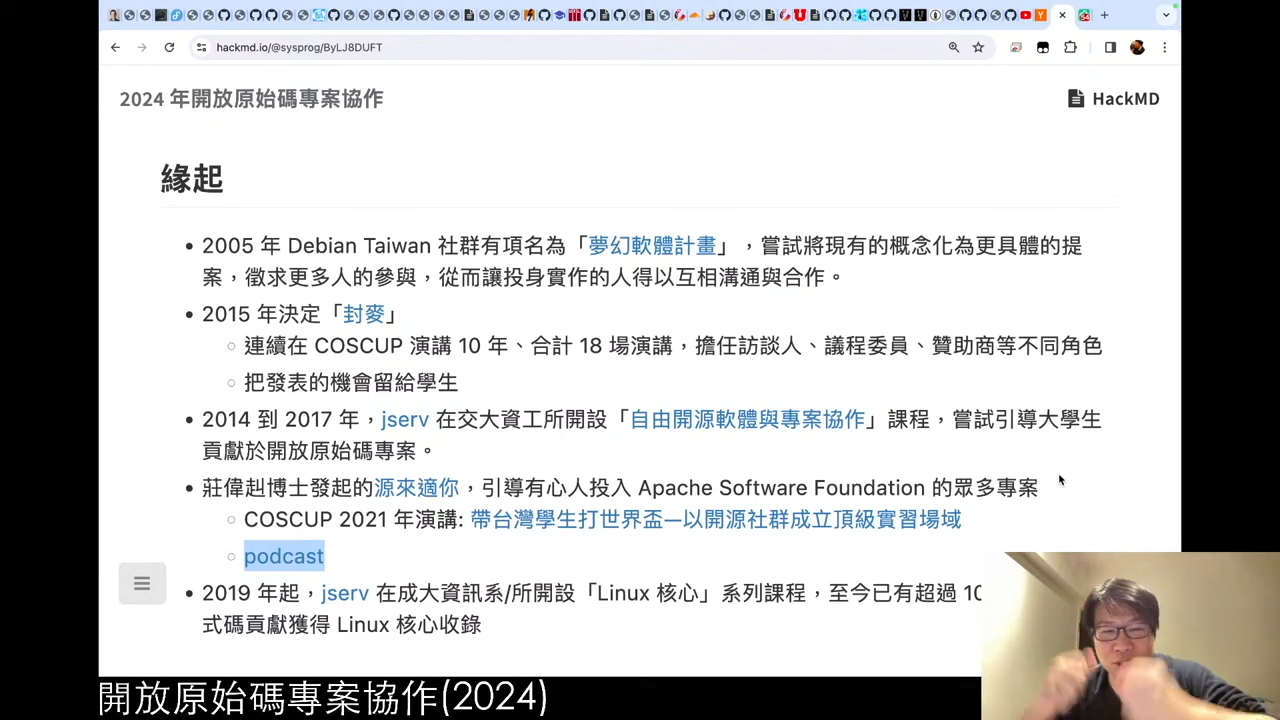 hackmd.io/@sysprog/ByLJ8DUFT
2024 年開放原始碼專案協作
HackMD
緣起
2005 年 Debian Taiwan 社群有項名為「夢幻軟體計畫」，嘗試將現有的概念化為更具體的提
案，徵求更多人的參與，從而讓投身實作的人得以互相溝通與合作。
2015 年決定「封麥」
連續在 COSCUP 演講 10 年、合計 18 場演講，擔任訪談人、議程委員、贊助商等不同角色
把發表的機會留給學生
2014 到 2017 年，jserv 在交大資工所開設「自由開源軟體與專案協作」課程，嘗試引導大學生
貢獻於開放原始碼專案。
莊偉赳博士發起的源來適你，引導有心人投入 Apache Software Foundation 的眾多專案
COSCUP 2021 年演講: 帶台灣學生打世界盃—以開源社群成立頂級實習場域
podcast
2019 年起，jserv 在成大資訊系/所開設「Linux 核心」系列課程，至今已有超過 10
式碼貢獻獲得 Linux 核心收錄
開放原始碼專案協作(2024)